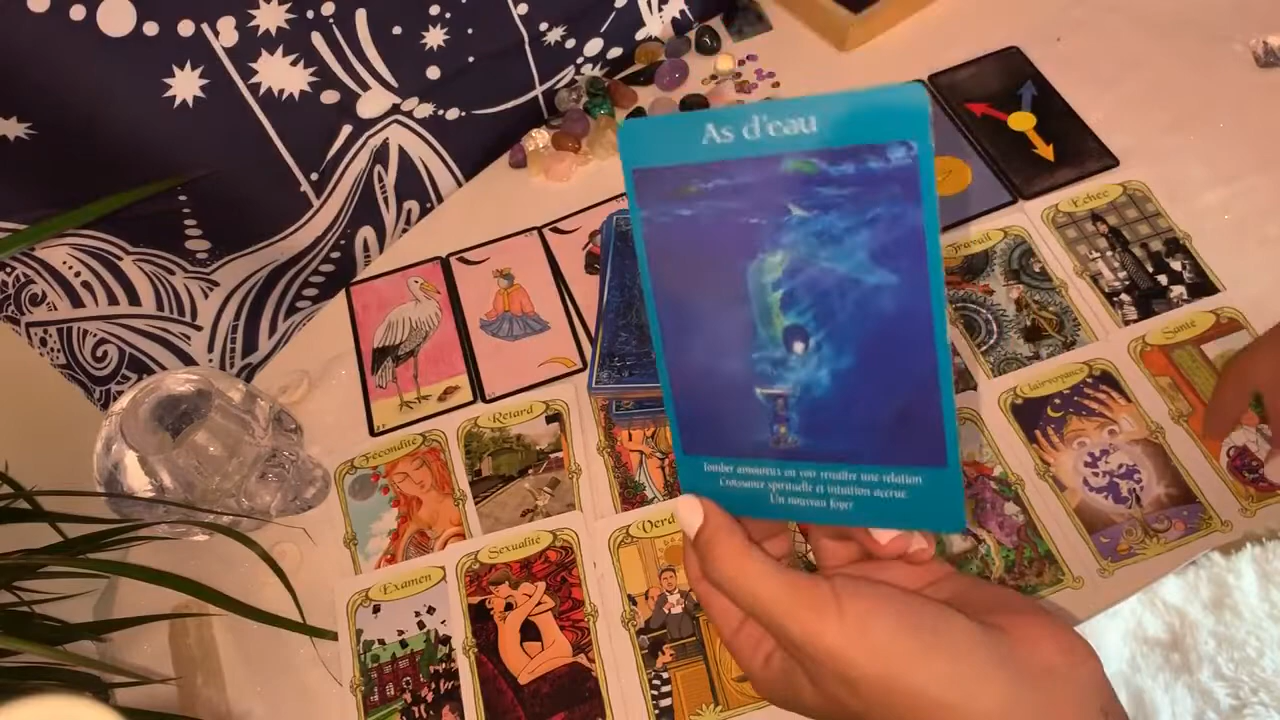 As d'eau
Tomber amoureux ou voir renaître une relation
Croissance spirituelle et intuition accrue
Un nouveau foyer
Travail
Echec
Santé
Clairvoyance
Retard
Fécondité
Sexualité
Verd
Examen